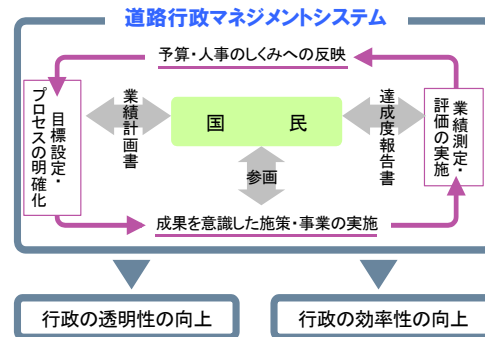 道路行政マネジメントシステム
予算・人事のしくみへの反映
目標設定・
プロセスの明確化
業績計画書
国　民
達成度報告書
業績測定・
評価の実施
参画
成果を意識した施策・事業の実施
行政の透明性の向上
行政の効率性の向上